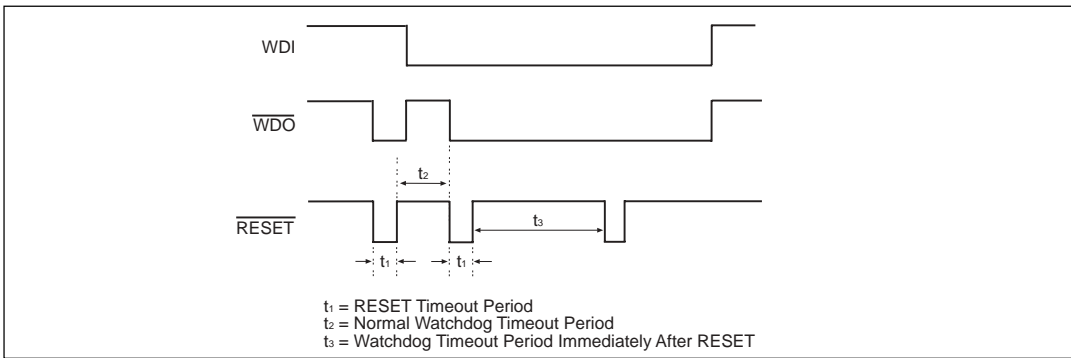 WDI
WDO
t2
RESET
t3
t1
t1
t1 = RESET Timeout Period
t2 = Normal Watchdog Timeout Period
t3 = Watchdog Timeout Period Immediately After RESET